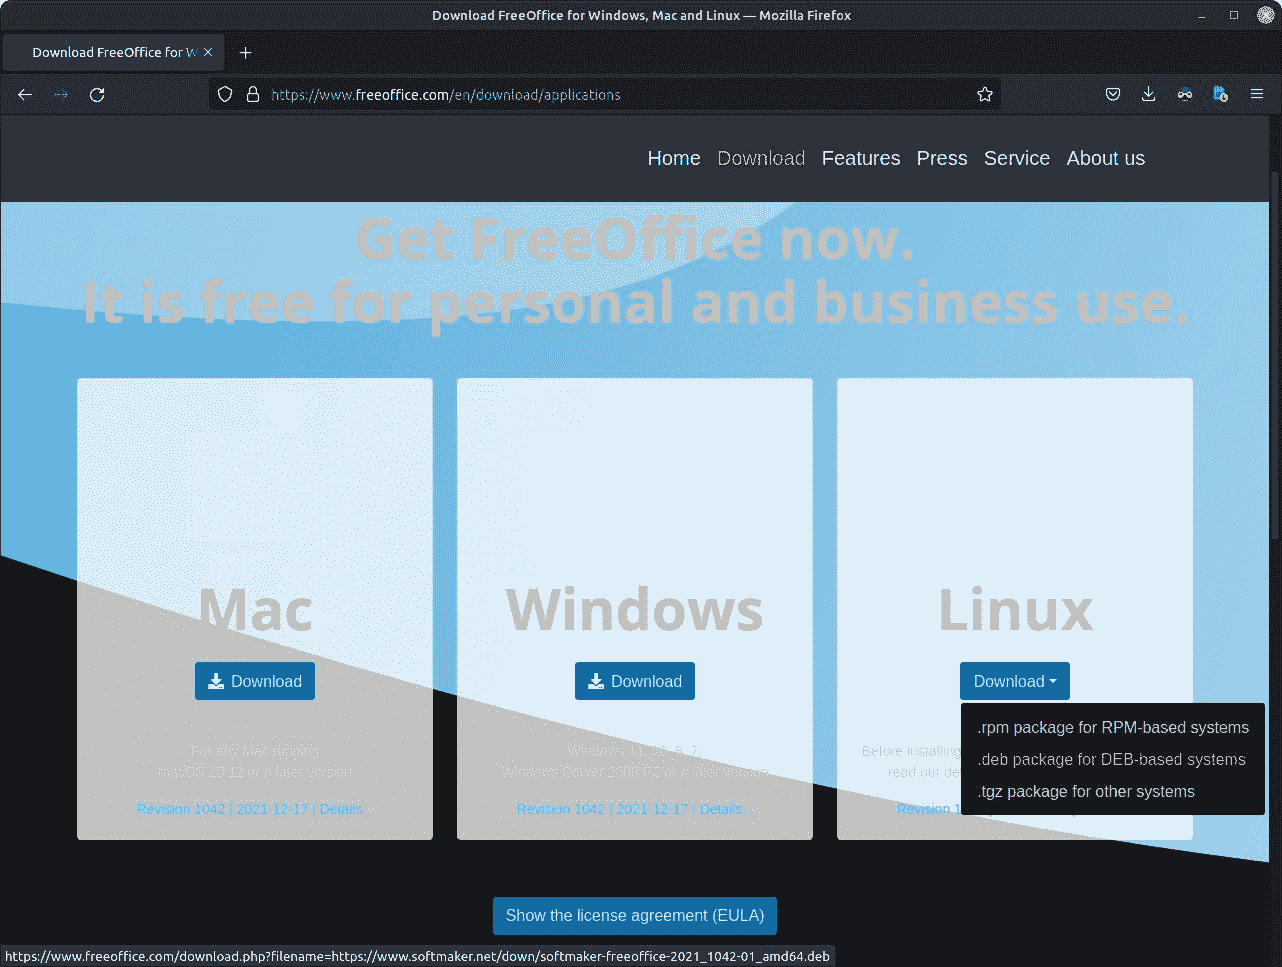 Download FreeOffice for Windows, Mac and Linux — Mozilla Firefox
Download FreeOffice for W
https://www.freeoffice.com/en/download/applications
Home Download Features Press Service About us
Get FreeOffice now.
It is free for personal and business use.
Mac
Download
For any Mac running
macOS 10.12 or a later version
Revision 1042 | 2021-12-17 | Details...
Windows
Download
Windows 11, 10, 8, 7,
Windows Server 2008 R2 or a later version
Revision 1042 | 2021-12-17 | Details...
Linux
Download
Before installing
read our de
Revision 1
.rpm package for RPM-based systems
.deb package for DEB-based systems
.tgz package for other systems
Show the license agreement (EULA)
https://www.freeoffice.com/download.php?filename=https://www.softmaker.net/down/softmaker-freeoffice-2021_1042-01_amd64.deb